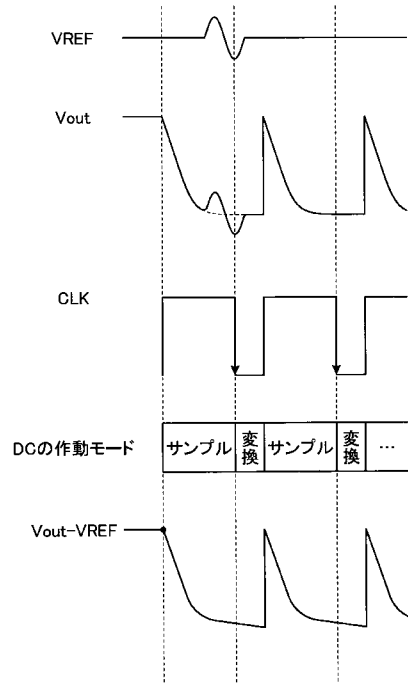 VREF
Vout
CLK
DCの作動モード
サンプル
変換
サンプル
変換
…
Vout-VREF